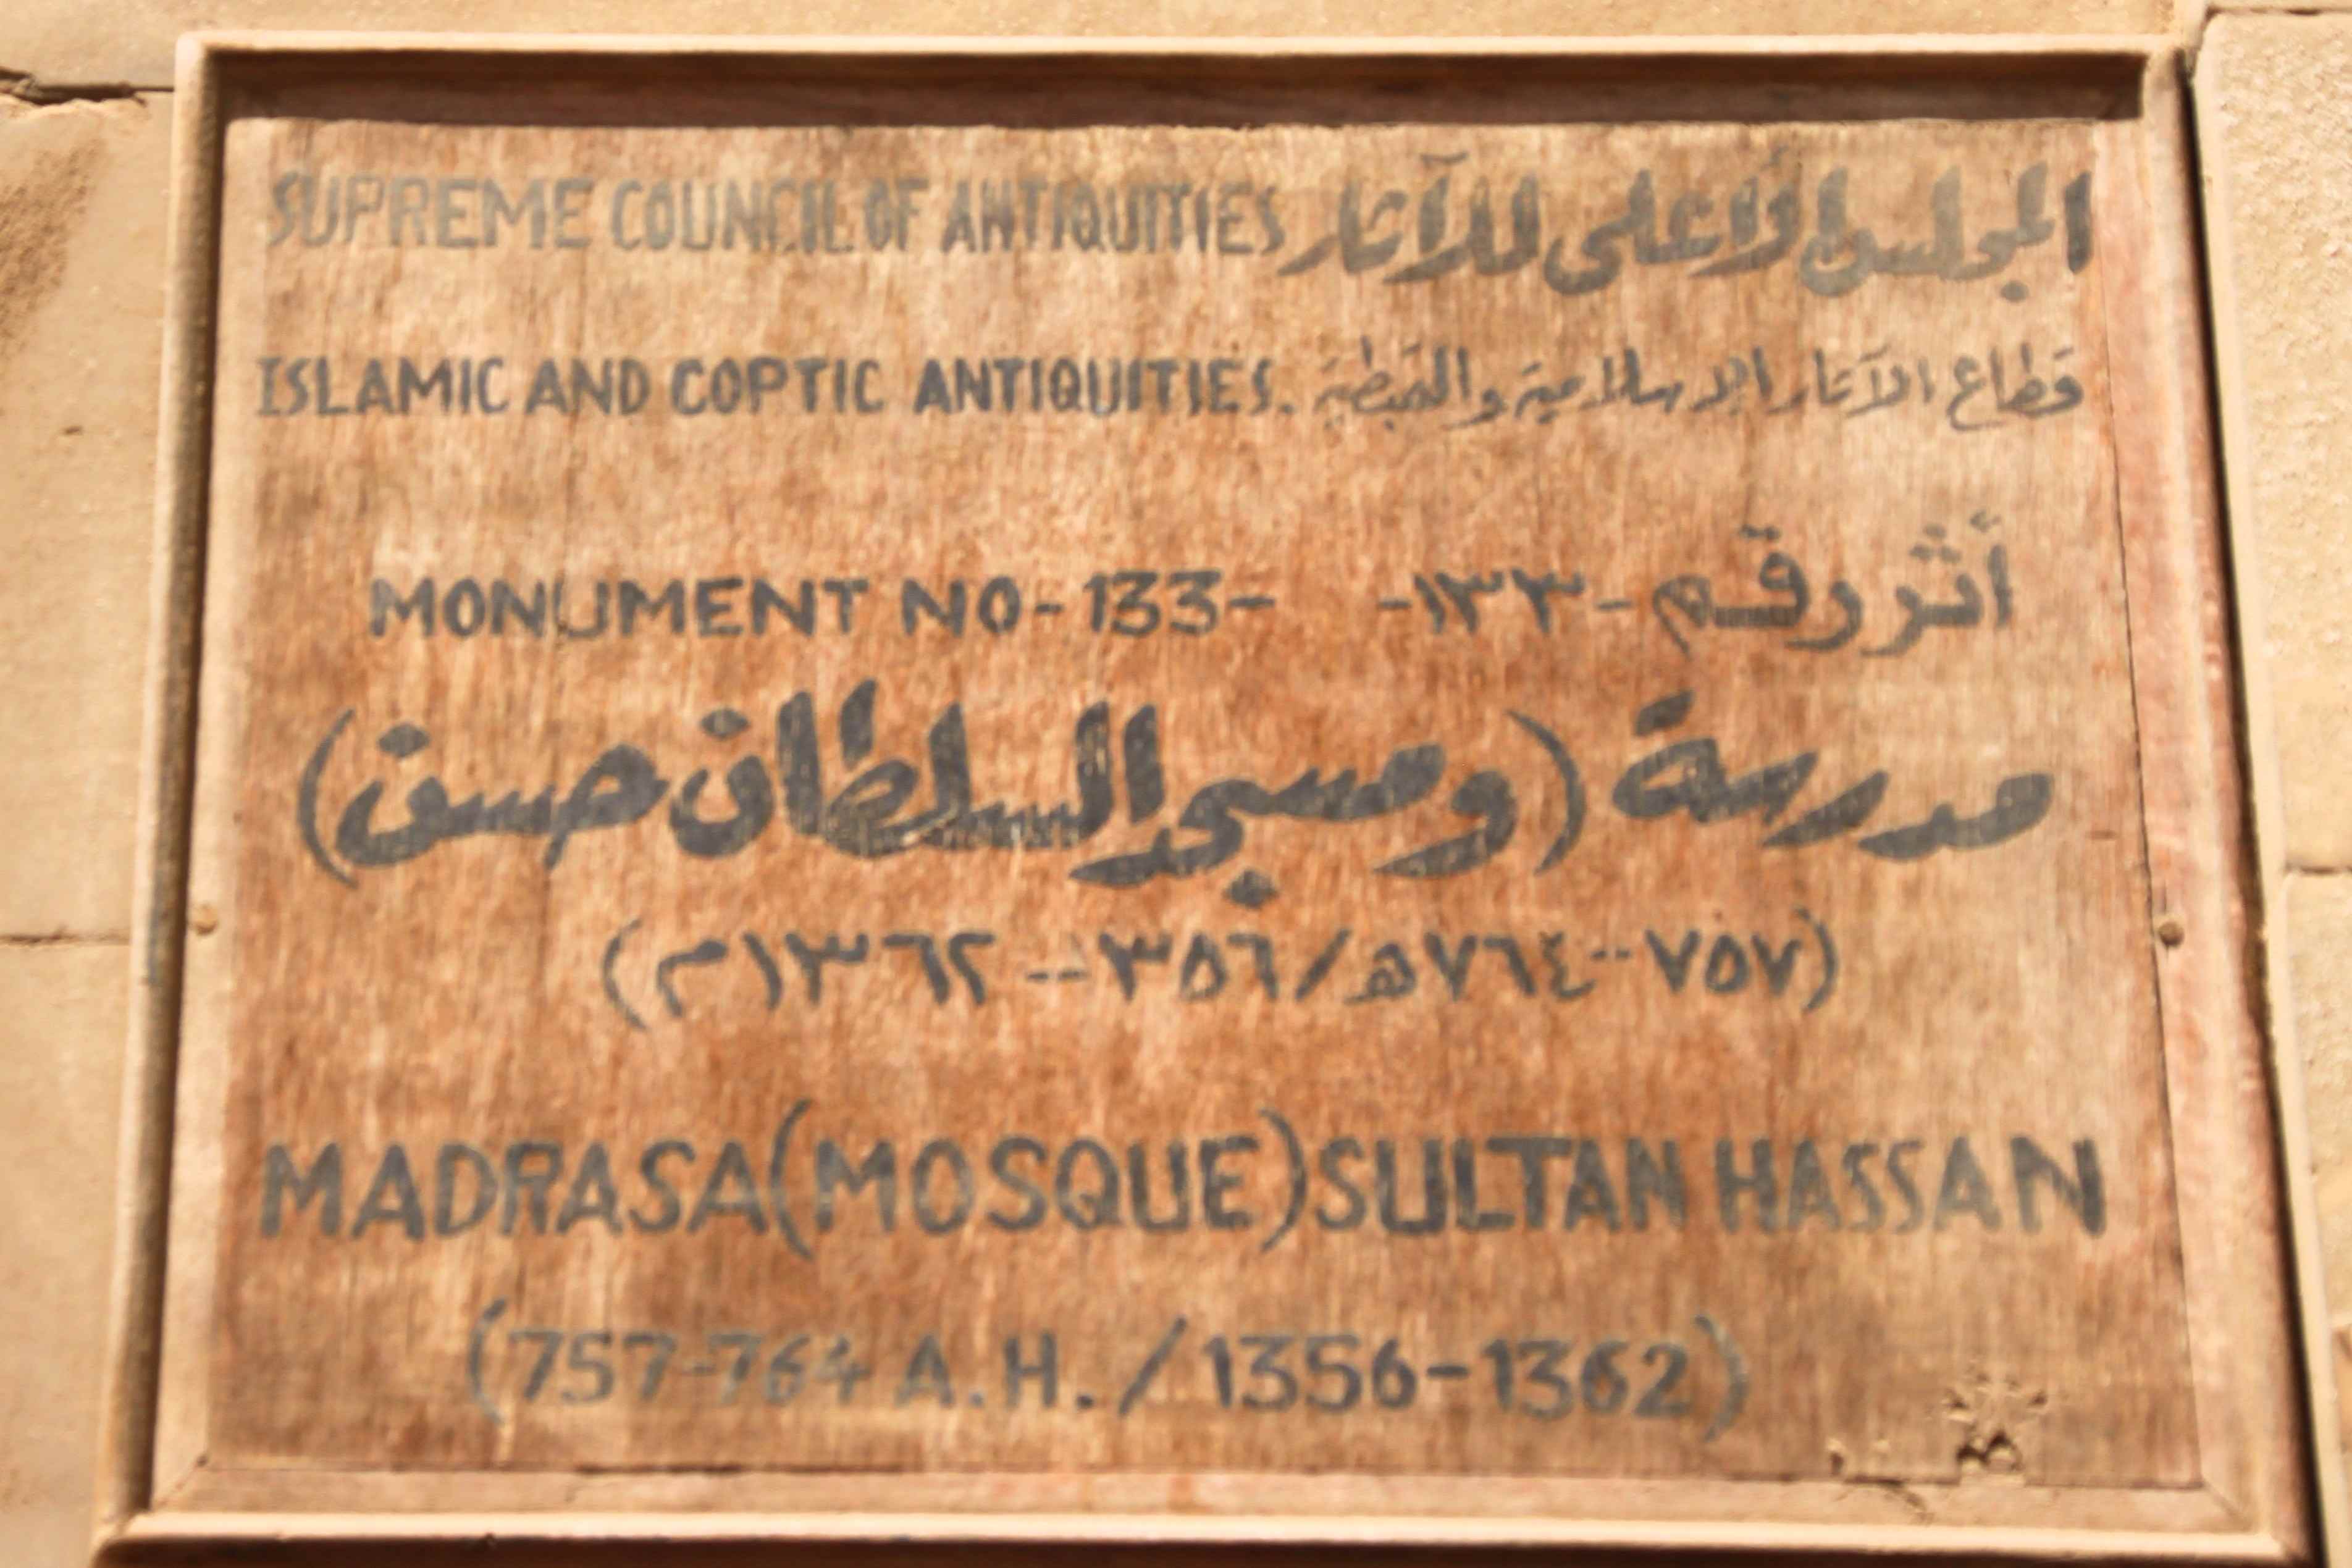 SUPREME COUNCIL OF ANTIQUITIES المجلس الأعلى للآثار
ISLAMIC AND COPTIC ANTIQUITIES. قطاع الآثار الإسلامية والقبطية
MONUMENT NO-133- أثر رقم -١٣٣-
مدرسة (ومسجد السلطان حسن)
(٧٥٧--٧٦٤هـ/٣٥٦--١٣٦٢م)
MADRASA(MOSQUE)SULTAN HASSAN
(757-764 A.H./1356-1362)